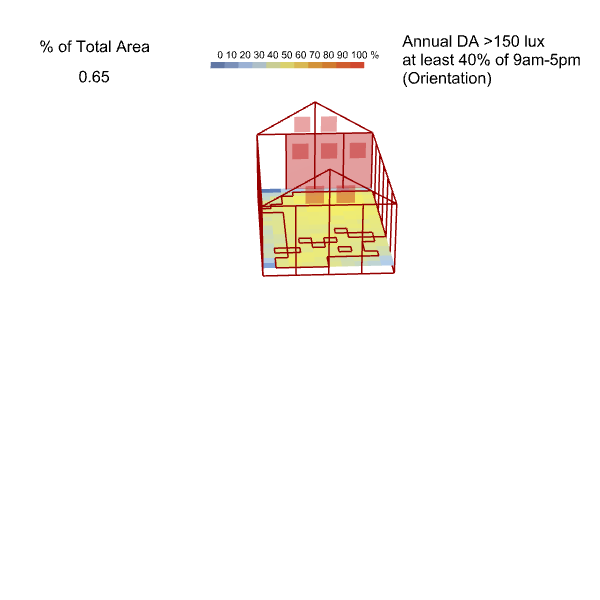 % of Total Area
0.65
0 10 20 30 40 50 60 70 80 90 100 %
Annual DA >150 lux
at least 40% of 9am-5pm
(Orientation)